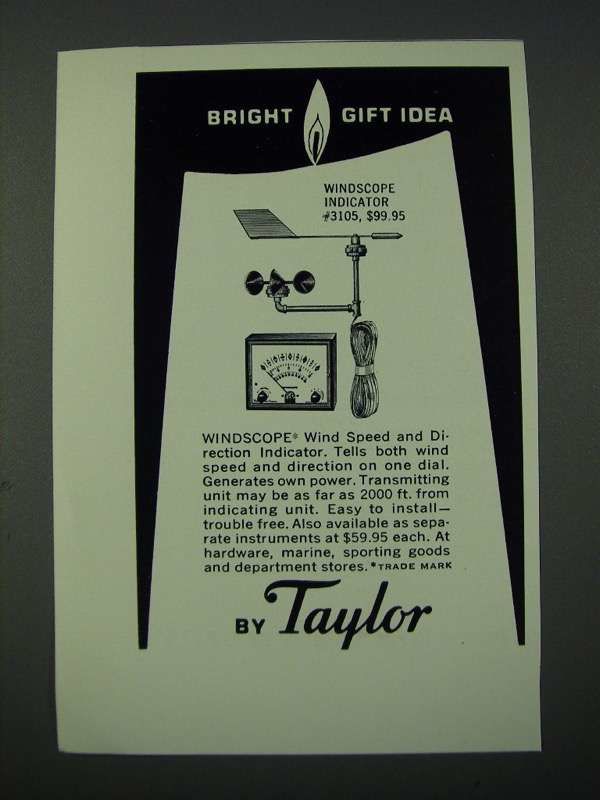 BRIGHT GIFT IDEA
WINDSCOPE
INDICATOR
#3105, $99.95
WINDSCOPE* Wind Speed and Di-
rection Indicator. Tells both wind
speed and direction on one dial.
Generates own power. Transmitting
unit may be as far as 2000 ft. from
indicating unit. Easy to install—
trouble free. Also available as sepa-
rate instruments at $59.95 each. At
hardware, marine, sporting goods
and department stores. *TRADE MARK
BY Taylor